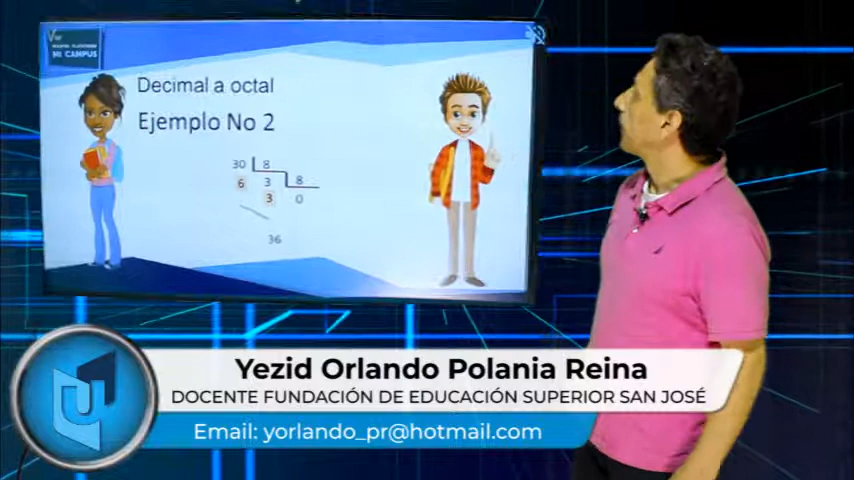 MI CAMPUS
Decimal a octal
Ejemplo No 2
30 8
6 3 8
3 0
36
Yezid Orlando Polania Reina
DOCENTE FUNDACIÓN DE EDUCACIÓN SUPERIOR SAN JOSÉ
Email: yorlando_pr@hotmail.com